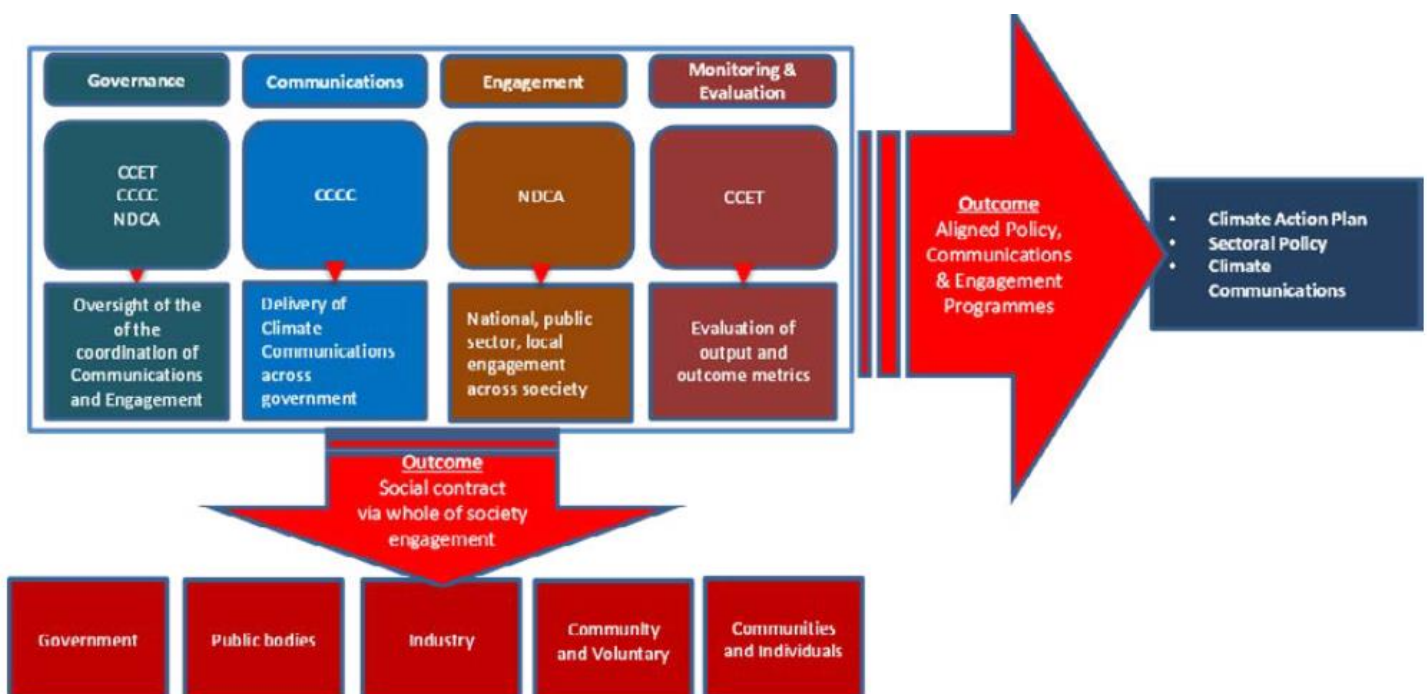 Governance
Communications
Engagement
Monitoring &
Evaluation
CCET
CCCC
NDCA
CCCC
NDCA
CCET
Oversight of the
of the
coordination of
Communications
and Engagement
Delivery of
Climate
Communications
across
government
National, public
sector, local
engagement
across soeciety
Evaluation of
output and
outcome metrics
Outcome
Aligned Policy,
Communications
& Engagement
Programmes
• Climate Action Plan
• Sectoral Policy
• Climate
Communications
Outcome
Social contract
via whole of society
engagement
Government
Public bodies
Industry
Community
and Voluntary
Communities
and Individuals